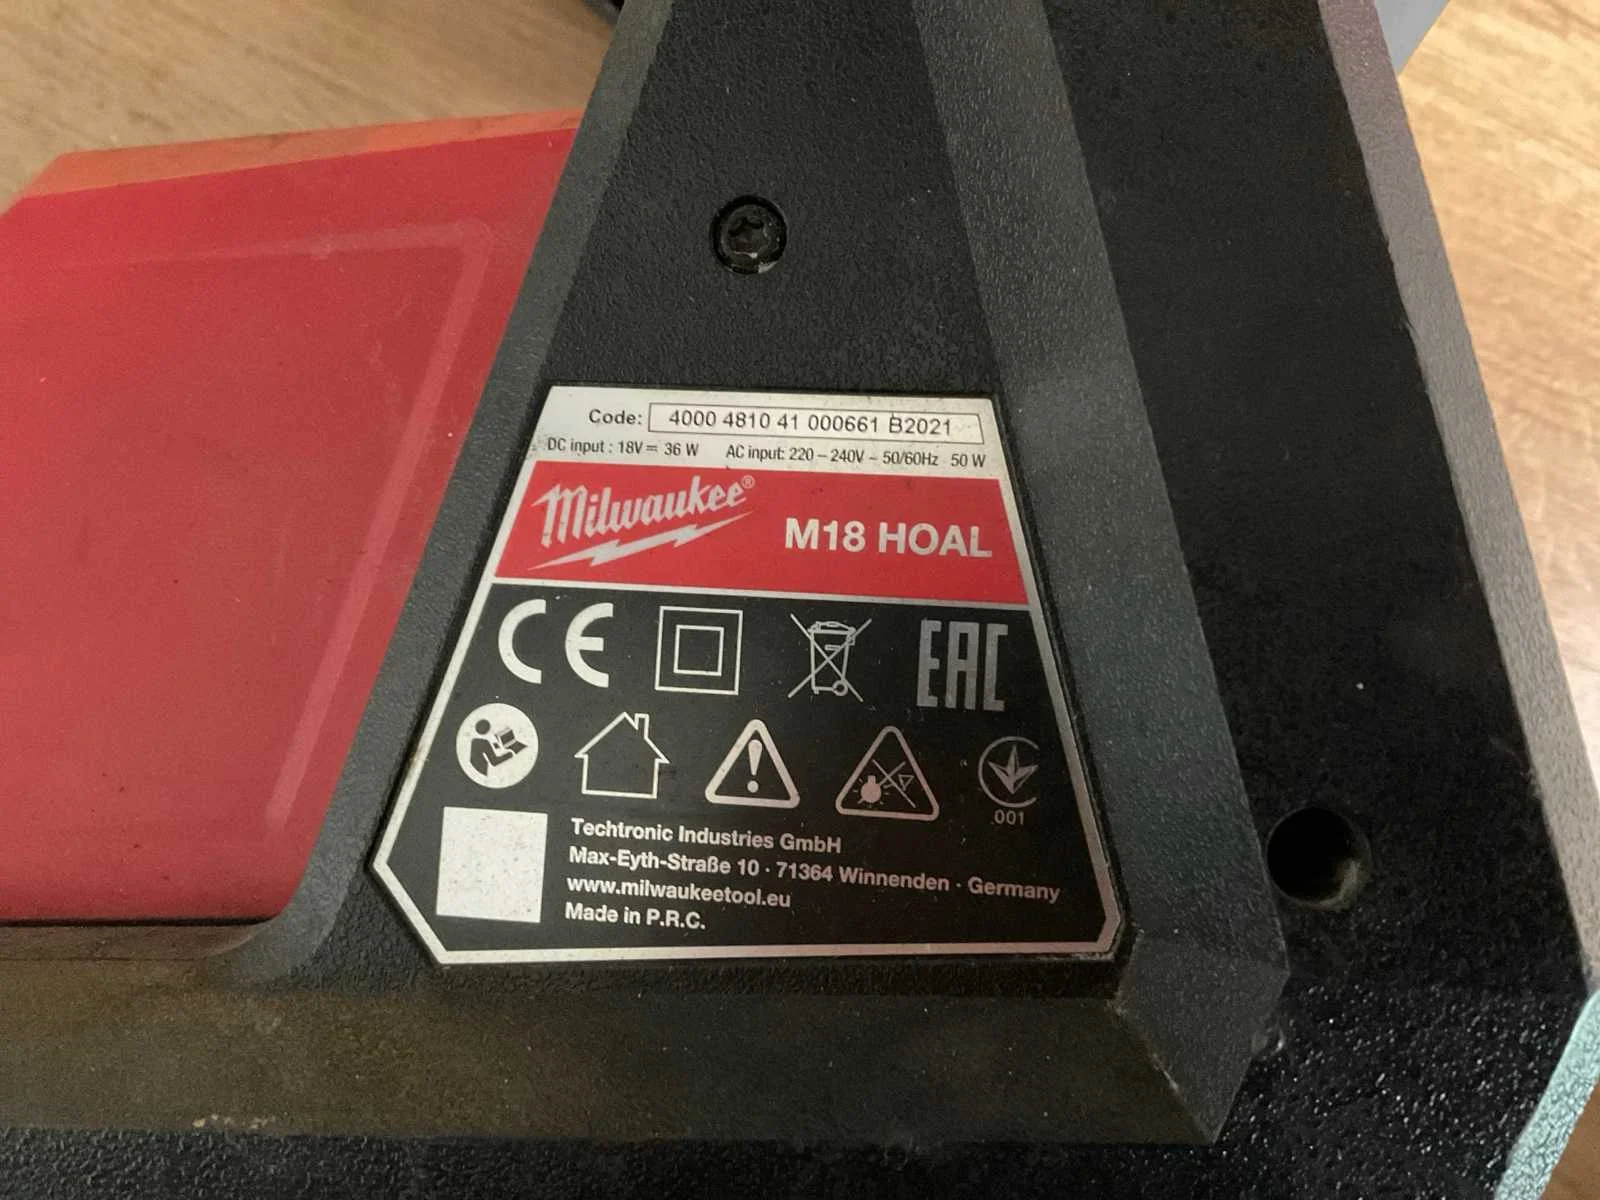 Code: 4000 4810 41 000661 B2021
DC input : 18V⎓ 36 W AC input: 220 – 240V ~ 50/60Hz 50 W
Milwaukee®
M18 HOAL
CE
EAC
001
Techtronic Industries GmbH
Max-Eyth-Straße 10 · 71364 Winnenden · Germany
www.milwaukeetool.eu
Made in P.R.C.